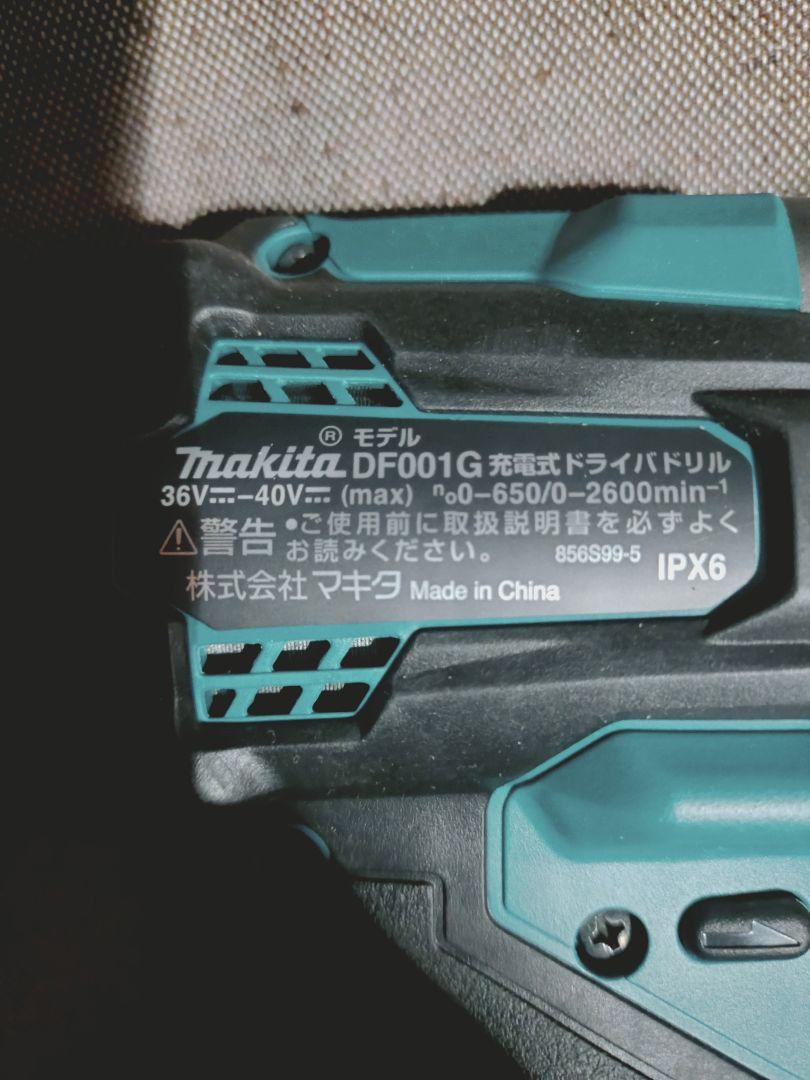 makita® モデル DF001G 充電式ドライバドリル
36V⎓-40V⎓ (max) n₀0-650/0-2600min⁻¹
⚠警告 •ご使用前に取扱説明書を必ずよく
お読みください。 856S99-5 IPX6
株式会社 マキタ Made in China